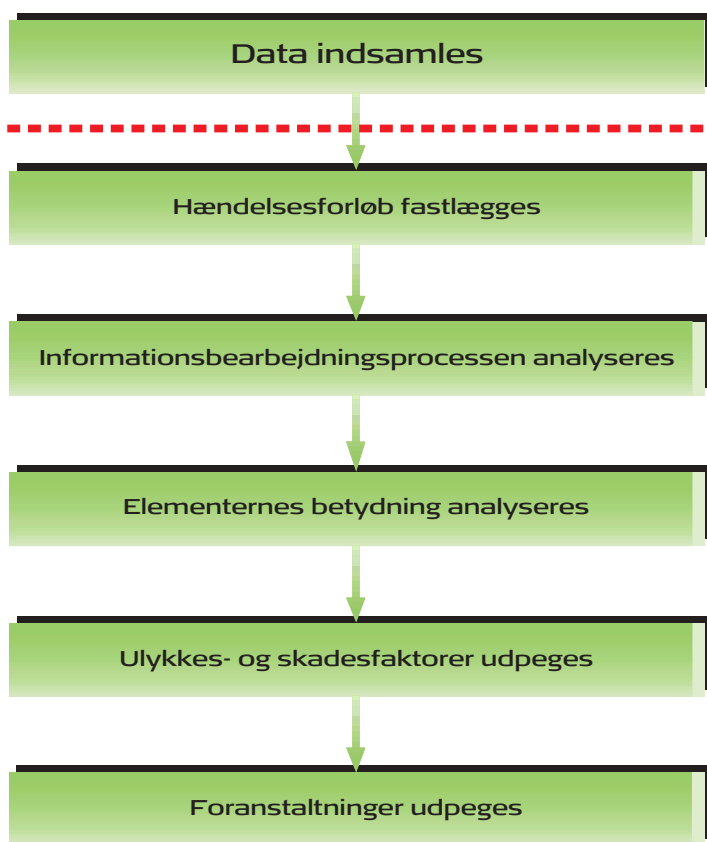 Data indsamles
Hændelsesforløb fastlægges
Informationsbearbejdningsprocessen analyseres
Elementernes betydning analyseres
Ulykkes- og skadesfaktorer udpeges
Foranstaltninger udpeges